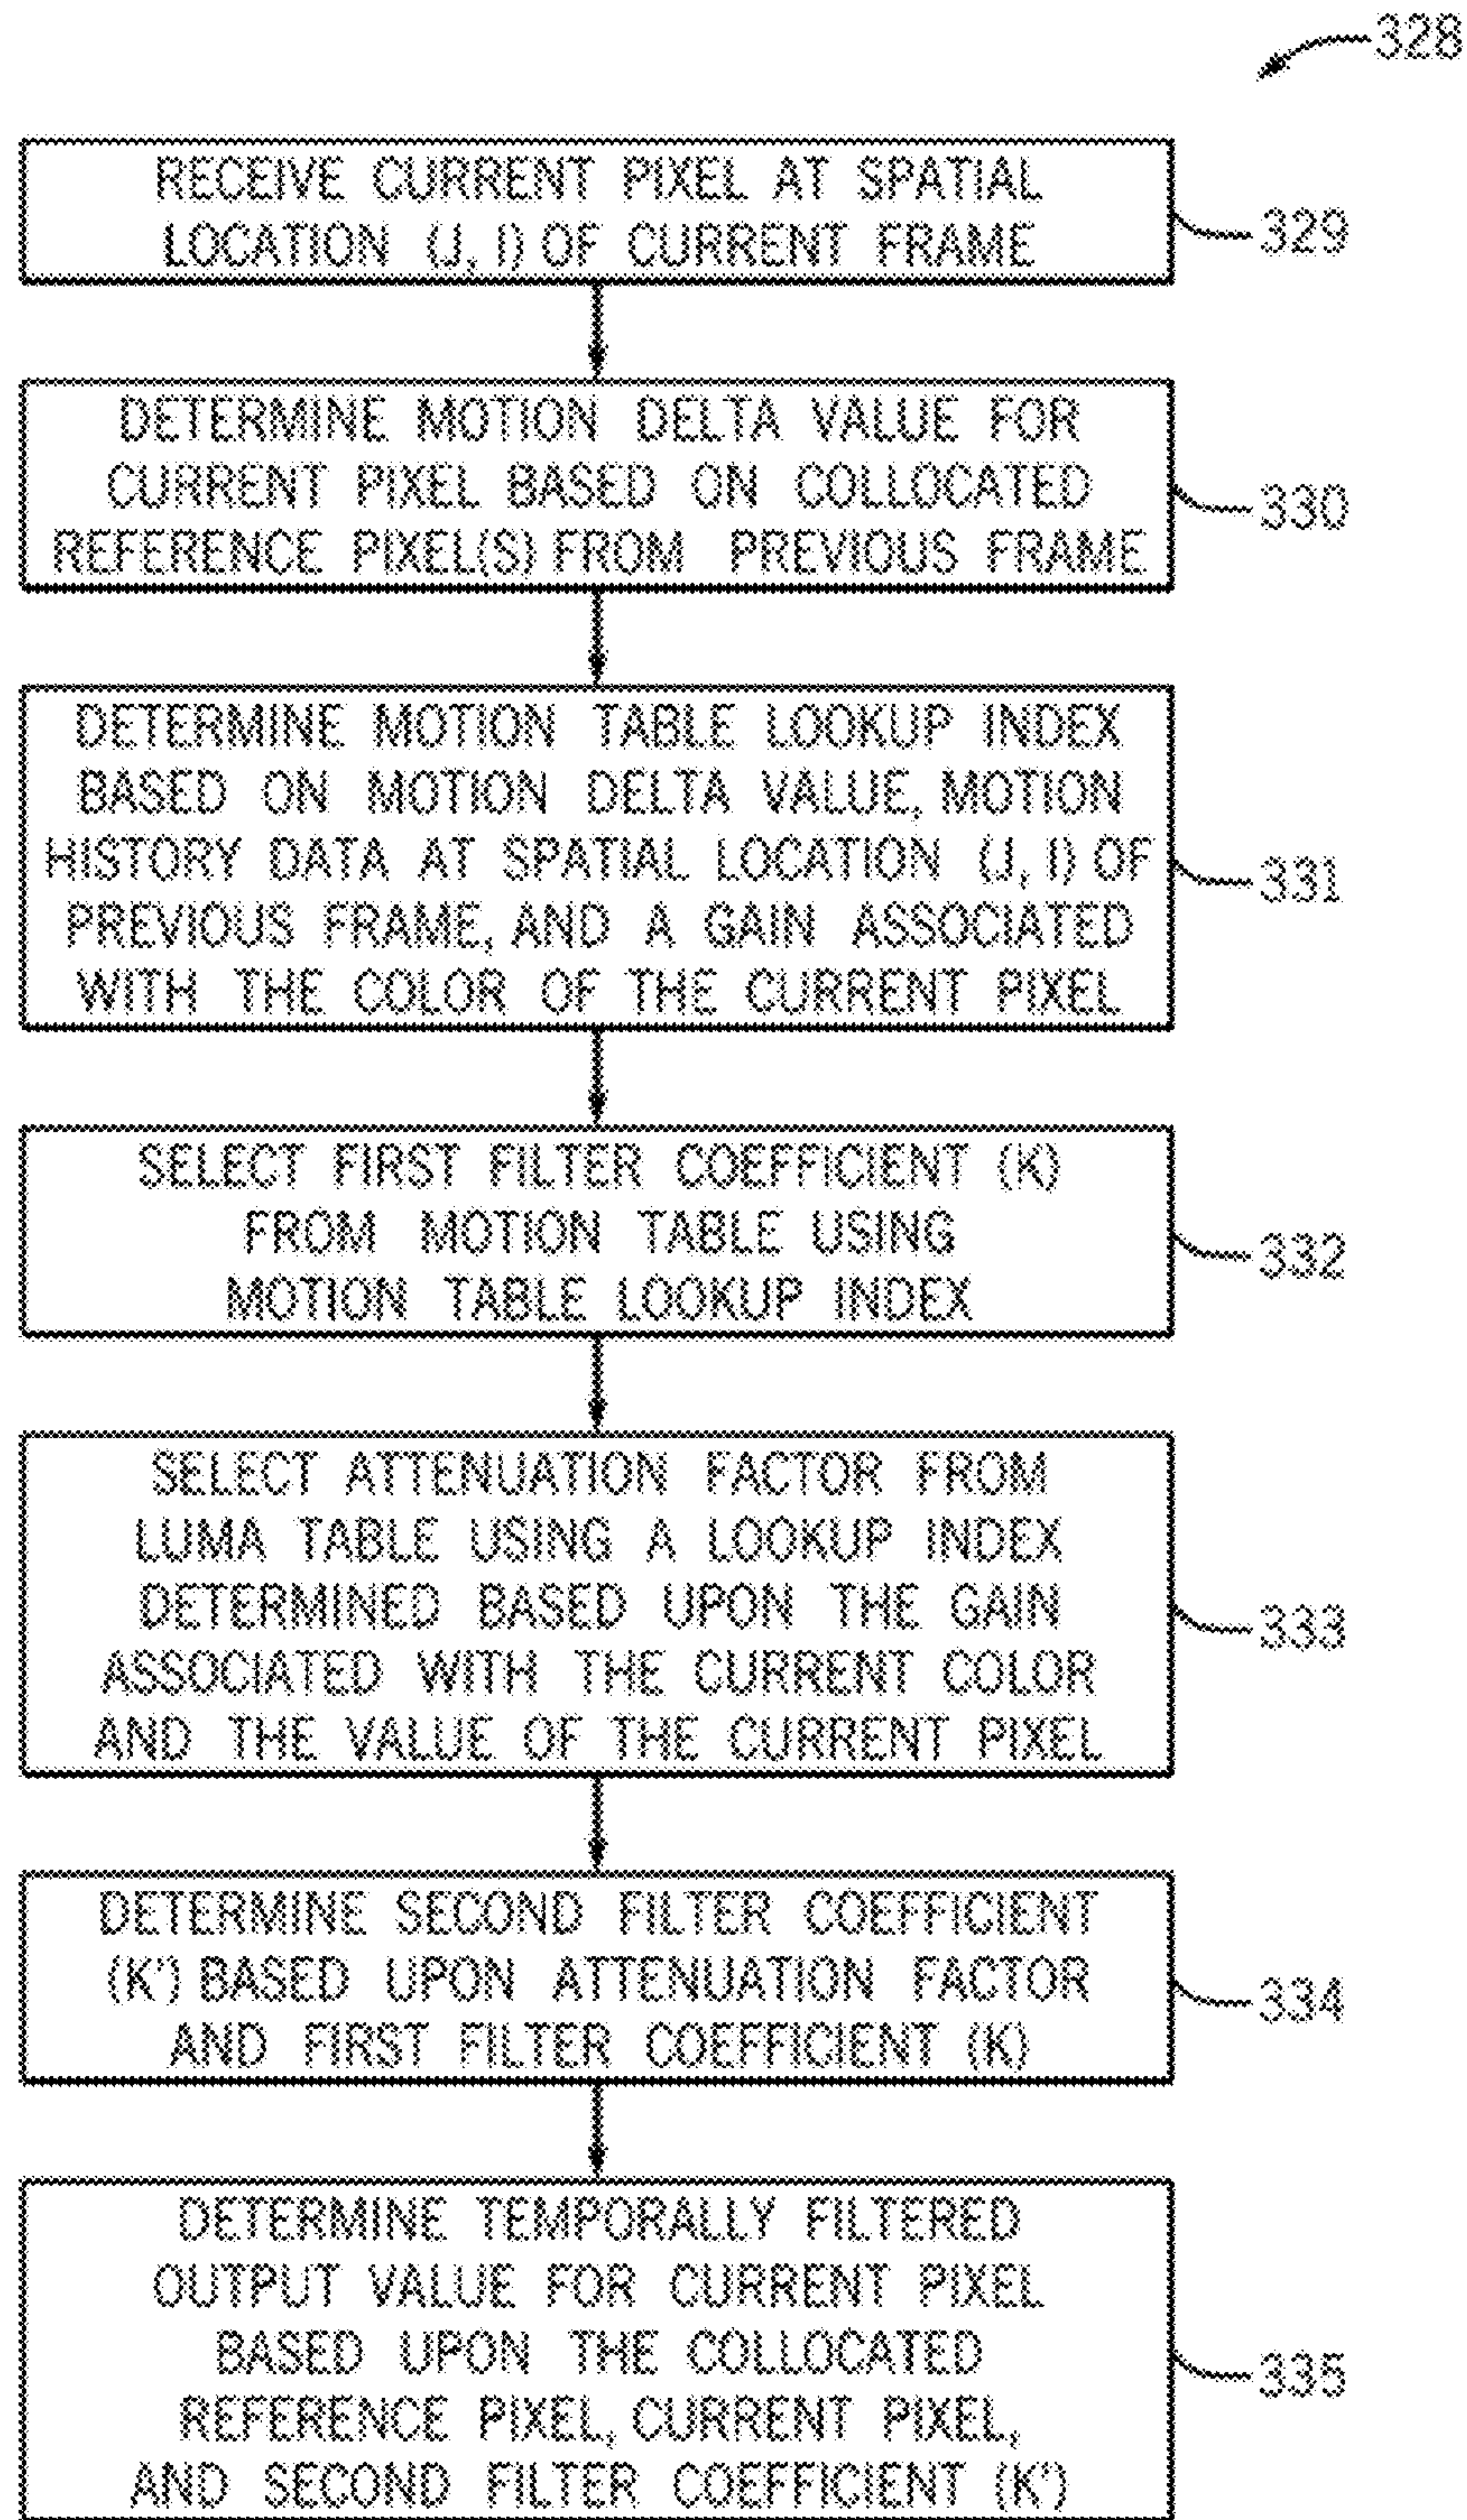 328
RECEIVE CURRENT PIXEL AT SPATIAL
LOCATION (J, I) OF CURRENT FRAME
329
DETERMINE MOTION DELTA VALUE FOR
CURRENT PIXEL BASED ON COLLOCATED
REFERENCE PIXEL(S) FROM PREVIOUS FRAME
330
DETERMINE MOTION TABLE LOOKUP INDEX
BASED ON MOTION DELTA VALUE, MOTION
HISTORY DATA AT SPATIAL LOCATION (J, I) OF
PREVIOUS FRAME, AND A GAIN ASSOCIATED
WITH THE COLOR OF THE CURRENT PIXEL
331
SELECT FIRST FILTER COEFFICIENT (K)
FROM MOTION TABLE USING
MOTION TABLE LOOKUP INDEX
332
SELECT ATTENUATION FACTOR FROM
LUMA TABLE USING A LOOKUP INDEX
DETERMINED BASED UPON THE GAIN
ASSOCIATED WITH THE CURRENT COLOR
AND THE VALUE OF THE CURRENT PIXEL
333
DETERMINE SECOND FILTER COEFFICIENT
(K') BASED UPON ATTENUATION FACTOR
AND FIRST FILTER COEFFICIENT (K)
334
DETERMINE TEMPORALLY FILTERED
OUTPUT VALUE FOR CURRENT PIXEL
BASED UPON THE COLLOCATED
REFERENCE PIXEL, CURRENT PIXEL,
AND SECOND FILTER COEFFICIENT (K')
335